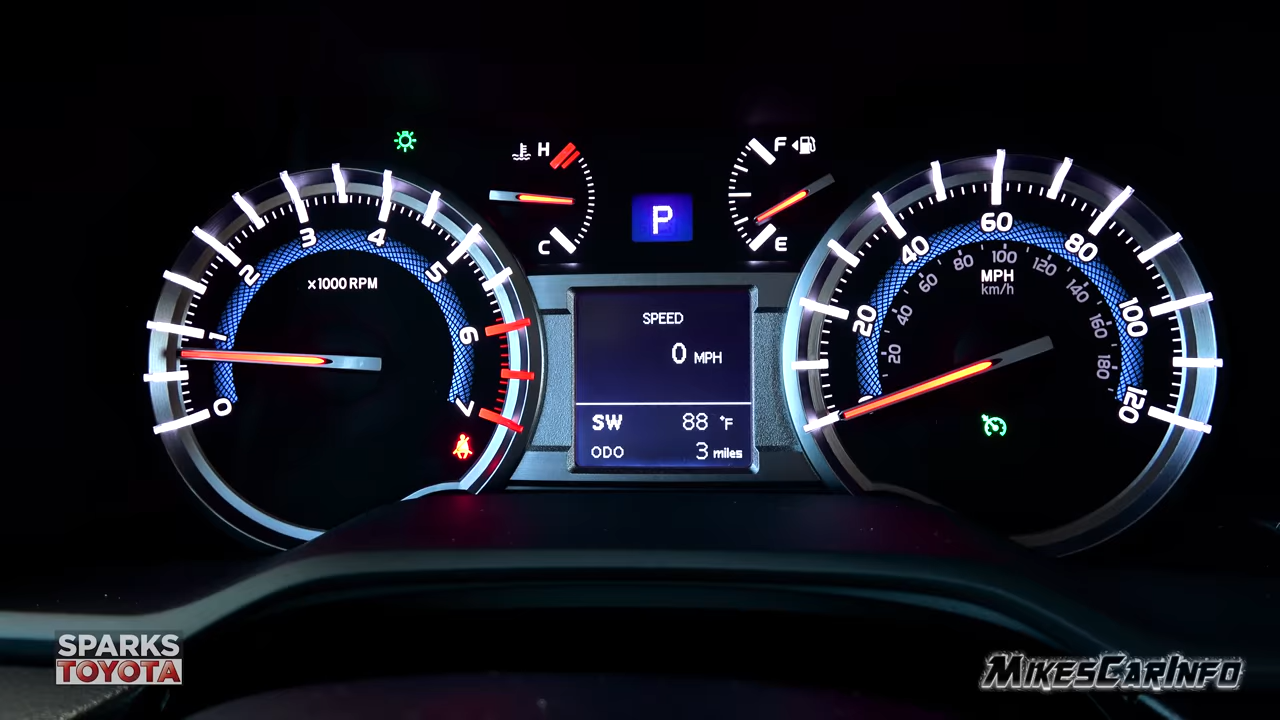 H
C
P
F
E
0
1
2
3
4
5
6
7
×1000 RPM
SPEED
0 MPH
SW 88 °F
ODO 3 miles
20
40
60
80
100
120
20
40
60
80
100
120
140
160
180
MPH
km/h
SPARKS
TOYOTA
MIKESCARINFO